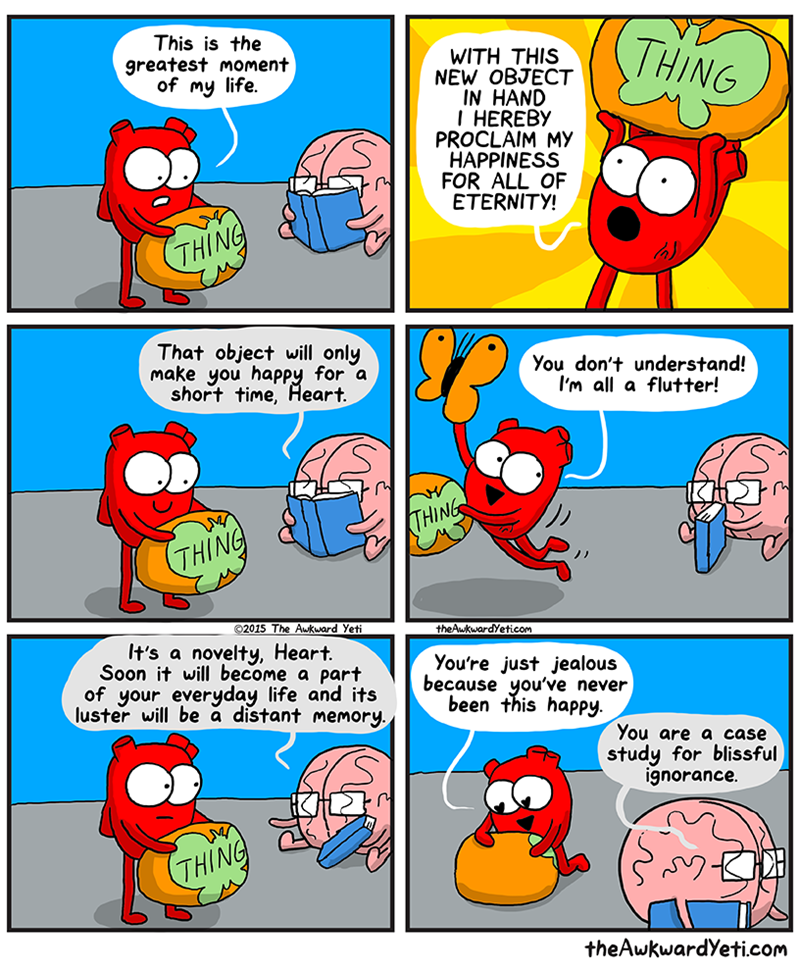 This is the
greatest moment
of my life.
THING
WITH THIS
NEW OBJECT
IN HAND
I HEREBY
PROCLAIM MY
HAPPINESS
FOR ALL OF
ETERNITY!
THING
That object will only
make you happy for a
short time, Heart.
THING
You don't understand!
I'm all a flutter!
THING
©2015 The Awkward Yeti
theAwkwardYeti.com
It's a novelty, Heart.
Soon it will become a part
of your everyday life and its
luster will be a distant memory.
THING
You're just jealous
because you've never
been this happy.
You are a case
study for blissful
ignorance.
theAwkwardYeti.com